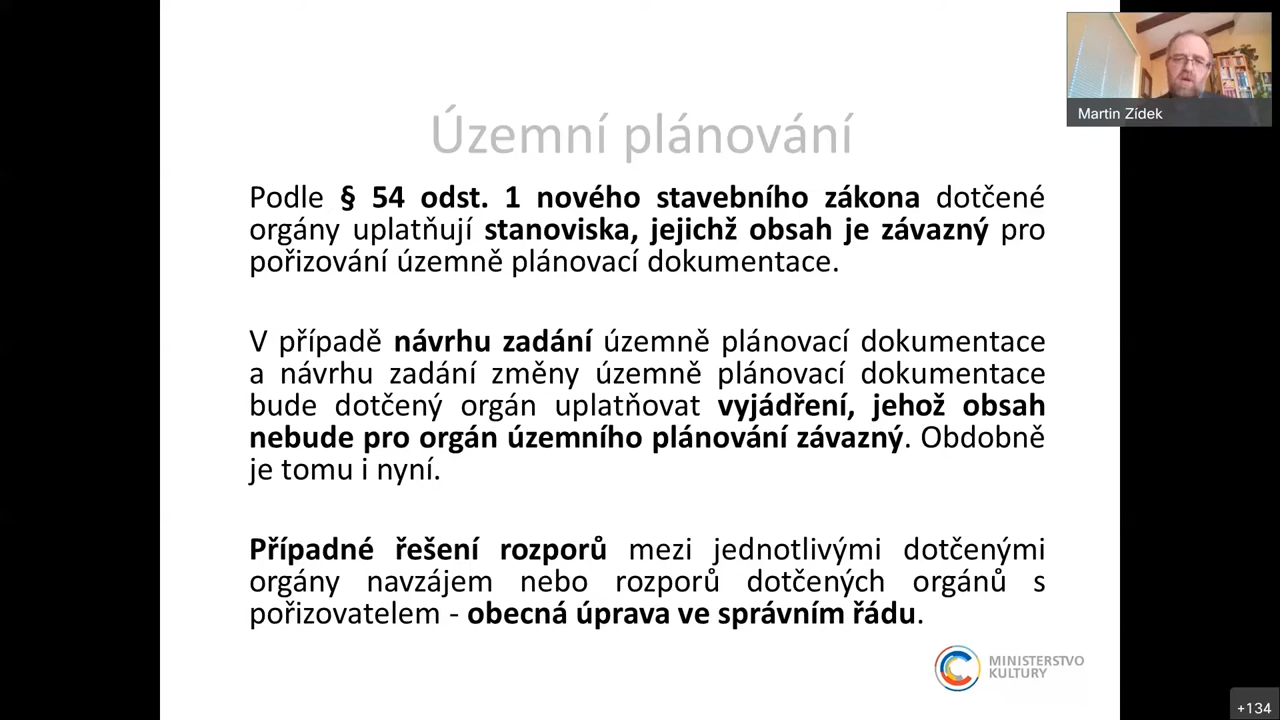 Martin Zídek
Územní plánování
Podle § 54 odst. 1 nového stavebního zákona dotčené
orgány uplatňují stanoviska, jejichž obsah je závazný pro
pořizování územně plánovací dokumentace.
V případě návrhu zadání územně plánovací dokumentace
a návrhu zadání změny územně plánovací dokumentace
bude dotčený orgán uplatňovat vyjádření, jehož obsah
nebude pro orgán územního plánování závazný. Obdobně
je tomu i nyní.
Případné řešení rozporů mezi jednotlivými dotčenými
orgány navzájem nebo rozporů dotčených orgánů s
pořizovatelem - obecná úprava ve správním řádu.
MINISTERSTVO
KULTURY
+134